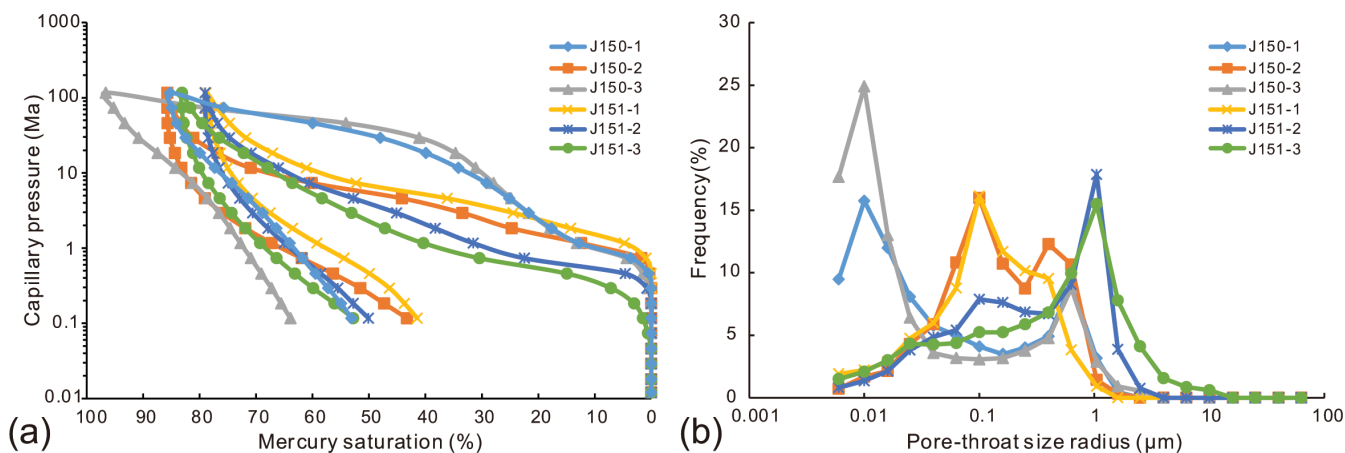 1000
100
10
1
0.1
0.01
Capillary pressure (Ma)
100 90 80 70 60 50 40 30 20 10 0
Mercury saturation (%)
J150-1
J150-2
J150-3
J151-1
J151-2
J151-3
(a)
30
25
20
15
10
5
0
Frequency(%)
0.001 0.01 0.1 1 10 100
Pore-throat size radius (μm)
J150-1
J150-2
J150-3
J151-1
J151-2
J151-3
(b)